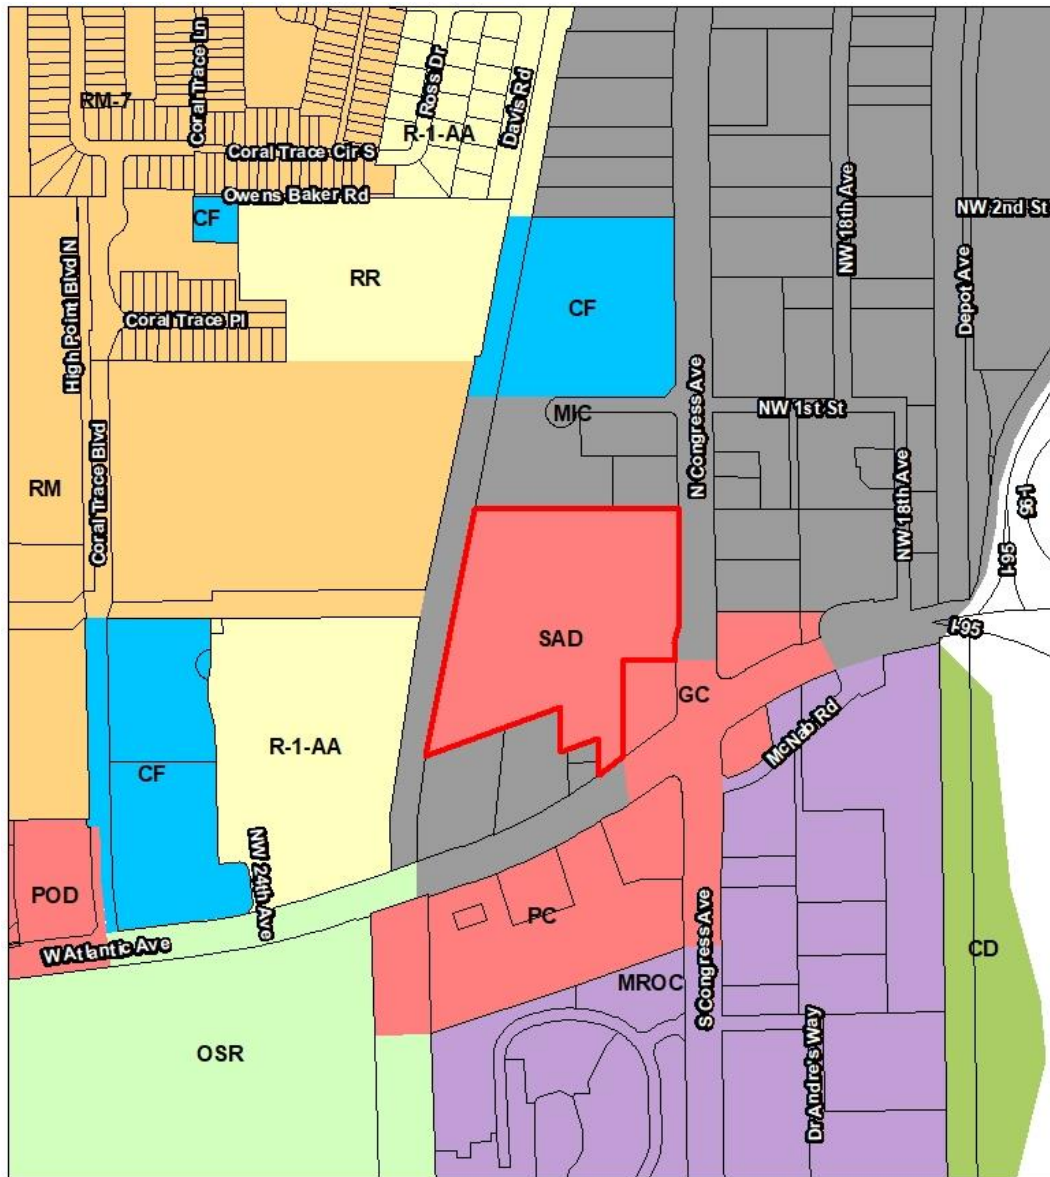 Coral Trace Ln
Ross Dr
Davis Rd
RM-7
R-1-AA
Coral Trace Cir S
Owens Baker Rd
CF
NW 18th Ave
NW 2nd St
High Point Blvd N
RR
CF
Depot Ave
Coral Trace Pl
N Congress Ave
MIC
NW 1st St
RM
Coral Trace Blvd
NW 18th Ave
I-95
I-95
I-95
SAD
GC
McNab Rd
R-1-AA
CF
NW 24th Ave
POD
PC
W Atlantic Ave
MROC
S Congress Ave
CD
OSR
Dr Andre's Way